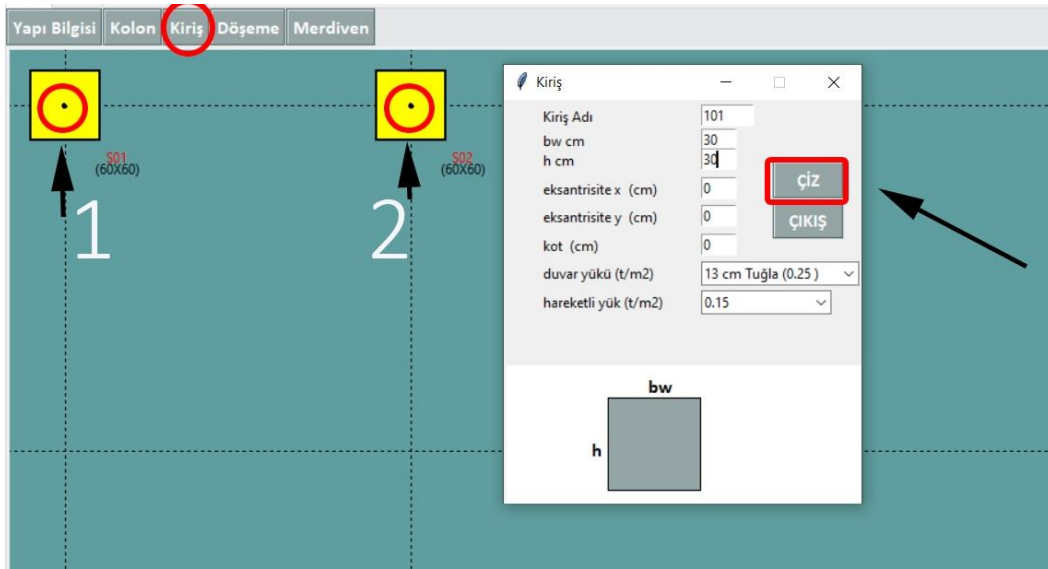 Yapı Bilgisi Kolon Kiriş Döşeme Merdiven
S01
(60X60)
S02
(60X60)
1
2
Kiriş
Kiriş Adı 101
bw cm 30
h cm 30
eksantrisite x (cm) 0
ÇİZ
eksantrisite y (cm) 0
ÇIKIŞ
kot (cm) 0
duvar yükü (t/m2) 13 cm Tuğla (0.25 )
hareketli yük (t/m2) 0.15
bw
h